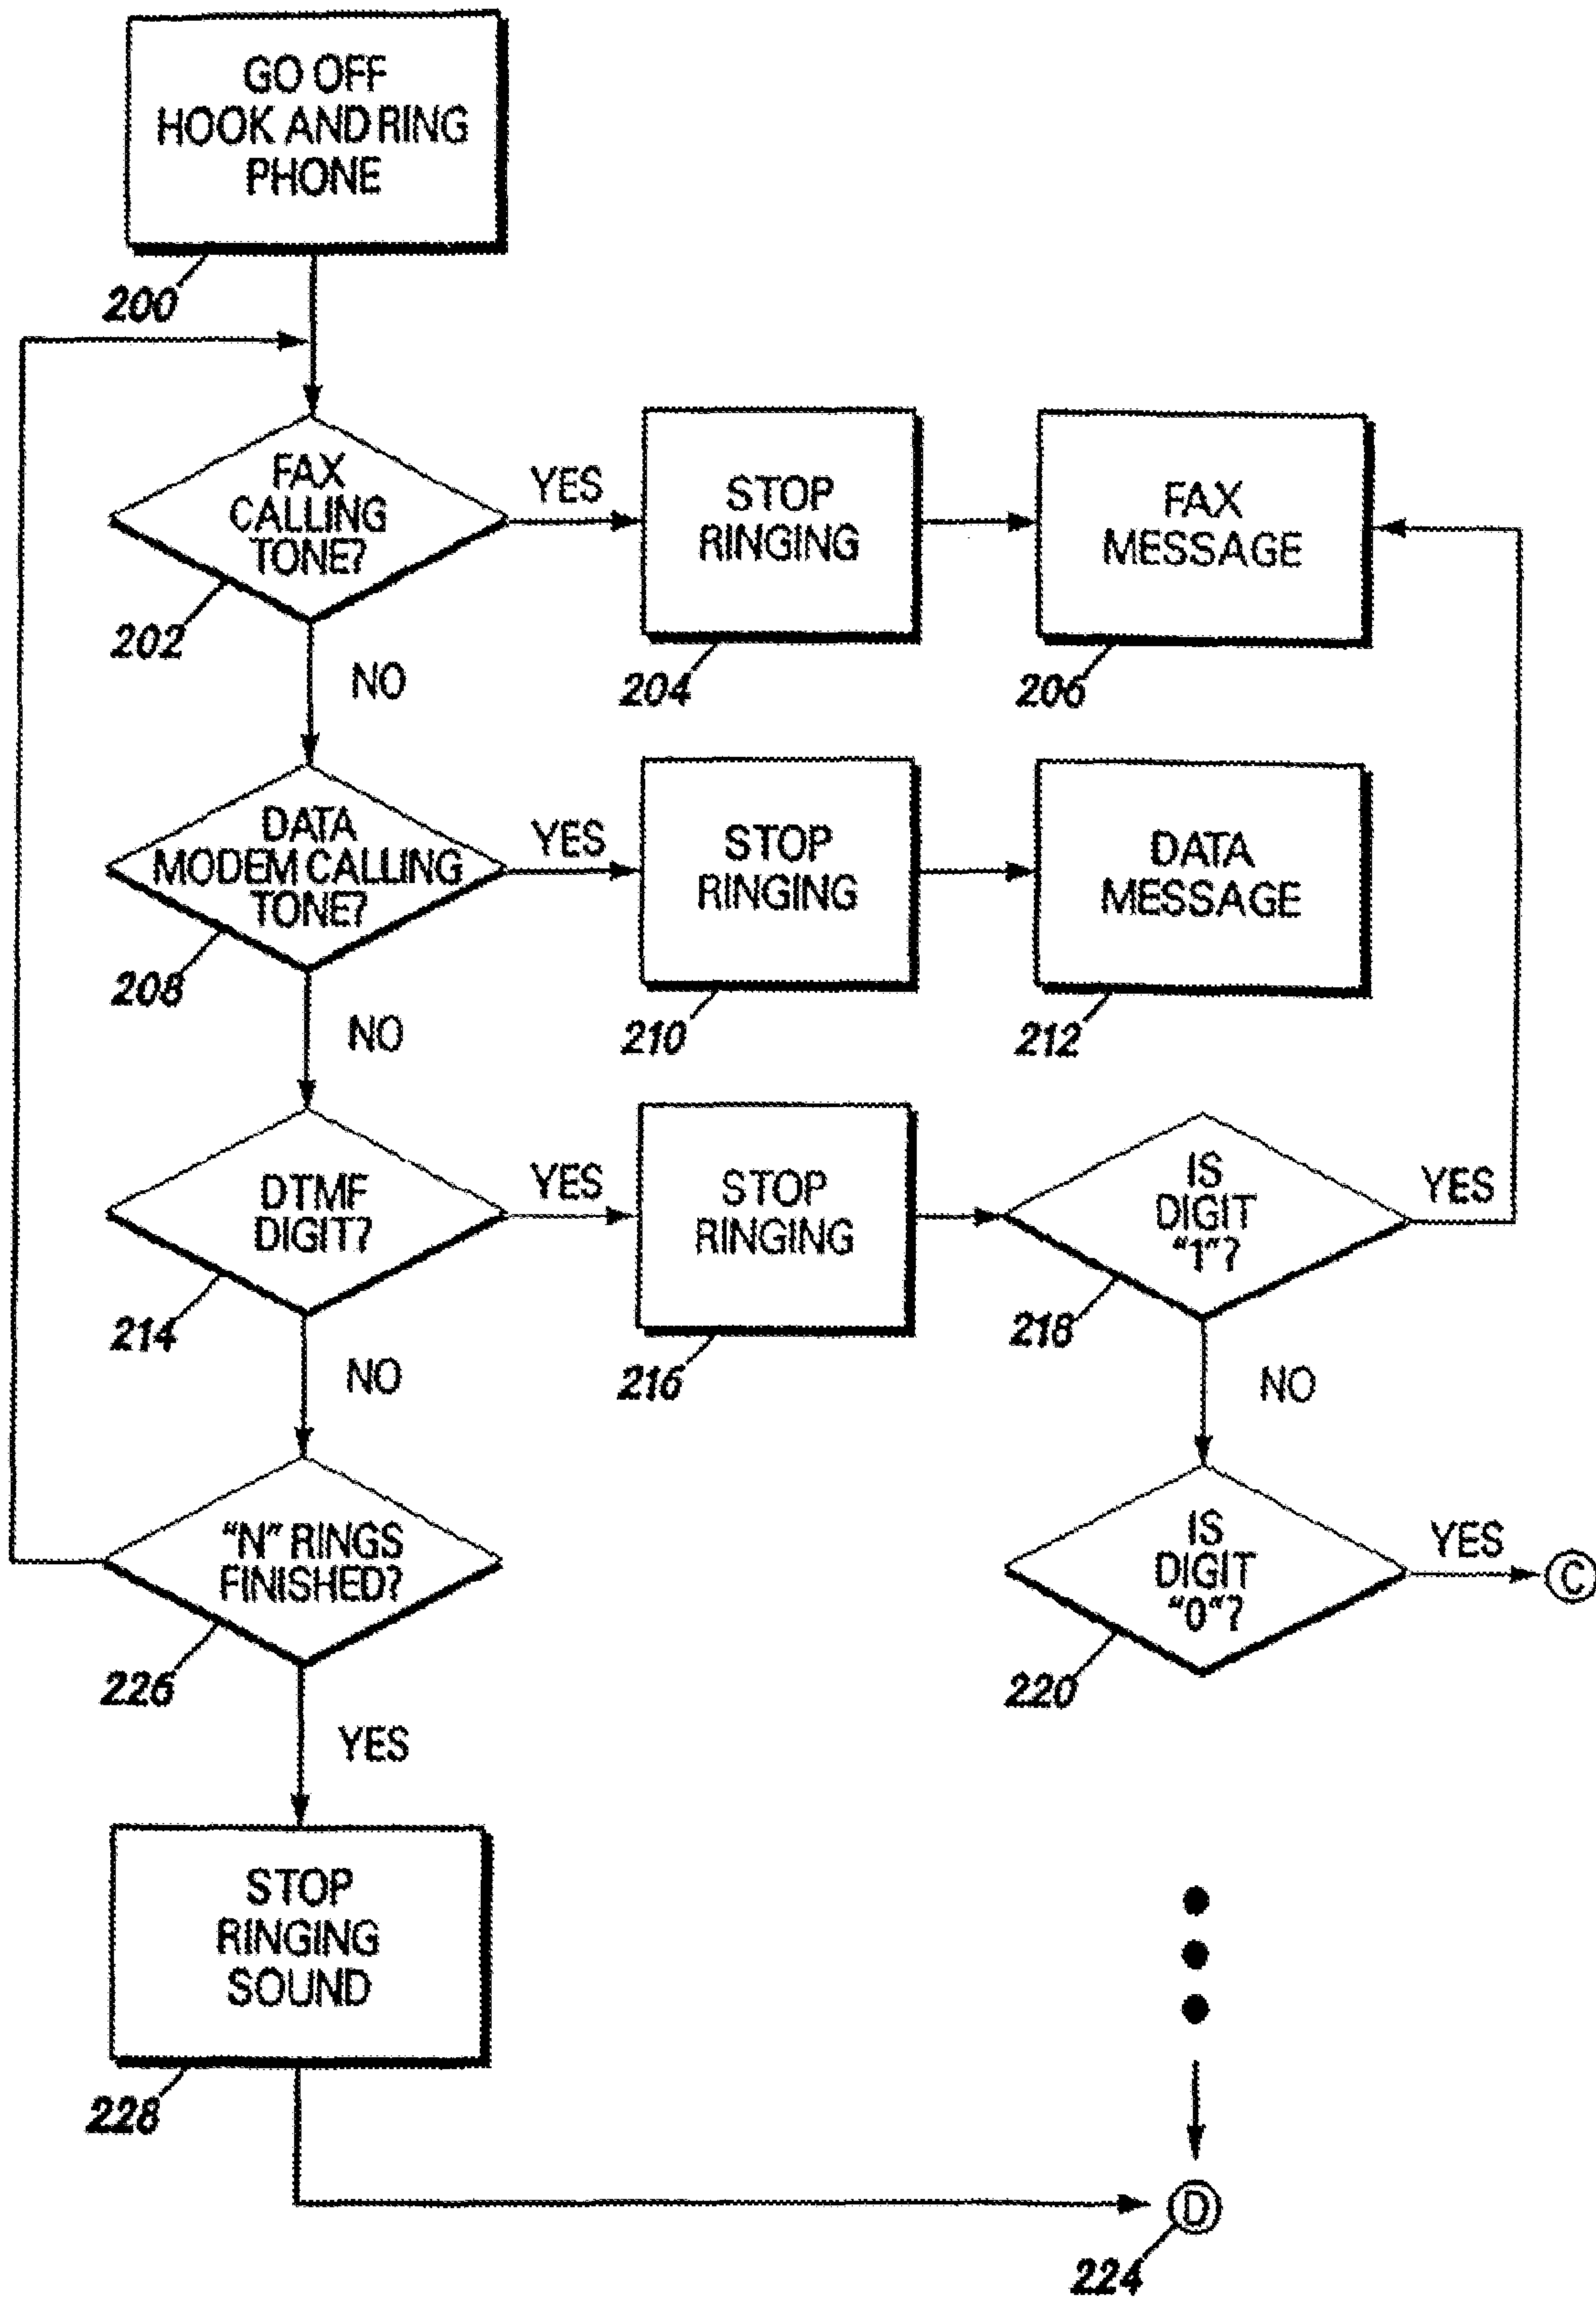 GO OFF
HOOK AND RING
PHONE
200
FAX
CALLING
TONE?
202
YES
STOP
RINGING
204
FAX
MESSAGE
206
NO
DATA
MODEM CALLING
TONE?
208
YES
STOP
RINGING
210
DATA
MESSAGE
212
NO
DTMF
DIGIT?
214
YES
STOP
RINGING
216
IS
DIGIT
"1"?
218
YES
NO
NO
"N" RINGS
FINISHED?
226
IS
DIGIT
"0"?
220
YES
C
YES
STOP
RINGING
SOUND
228
D
224